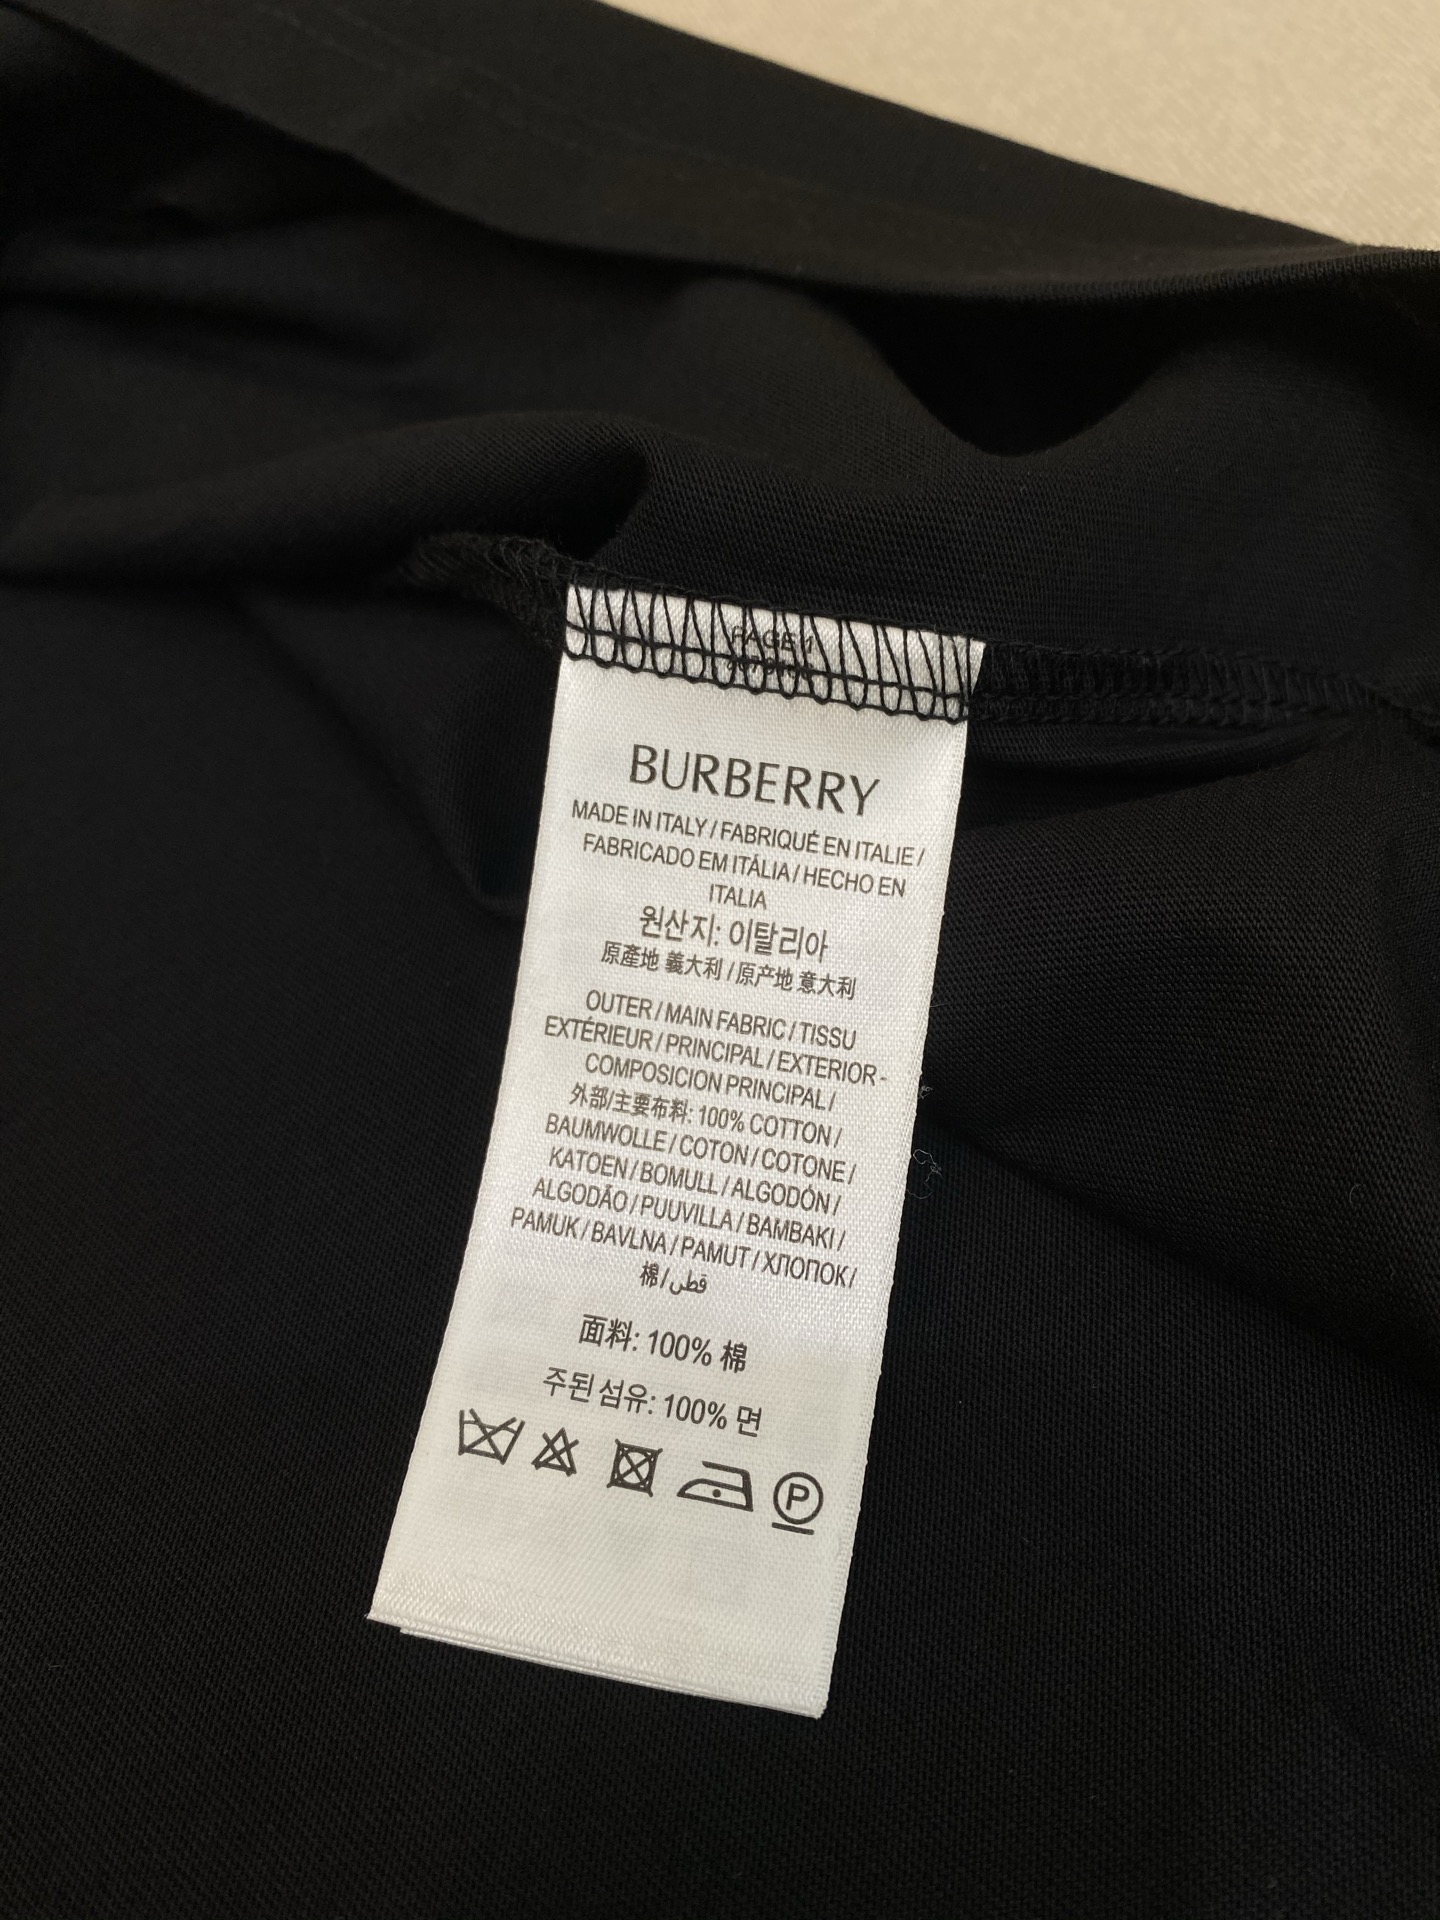 PAGE 1
BURBERRY
MADE IN ITALY / FABRIQUÉ EN ITALIE /
FABRICADO EM ITÁLIA / HECHO EN
ITALIA
원산지: 이탈리아
原產地 義大利 / 原产地 意大利
OUTER / MAIN FABRIC / TISSU
EXTÉRIEUR / PRINCIPAL / EXTERIOR -
COMPOSICION PRINCIPAL /
外部/主要布料: 100% COTTON /
BAUMWOLLE / COTON / COTONE /
KATOEN / BOMULL / ALGODÓN /
ALGODÃO / PUUVILLA / BAMBAKI /
PAMUK / BAVLNA / PAMUT / ХЛОПОК /
棉 / قطن
面料: 100% 棉
주된 섬유: 100% 면
P